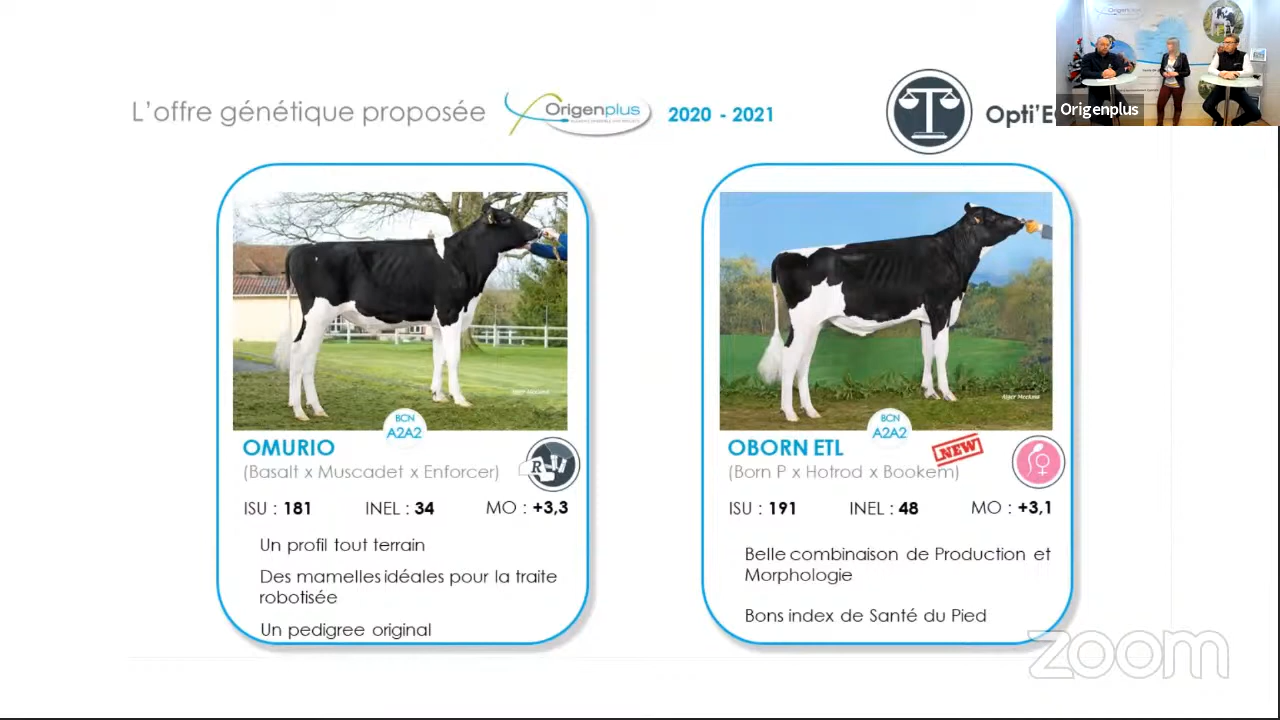 L'offre génétique proposée
Origenplus
2020 - 2021
Origenplus
BCN
A2A2
OMURIO
(Basalt x Muscadet x Enforcer)
R
ISU : 181 INEL : 34 MO : +3,3
Un profil tout terrain
Des mamelles idéales pour la traite
robotisée
Un pedigree original
BCN
A2A2
OBORN ETL
NEW
(Born P x Hotrod x Bookem)
ISU : 191 INEL : 48 MO : +3,1
Belle combinaison de Production et
Morphologie
Bons index de Santé du Pied
zoom